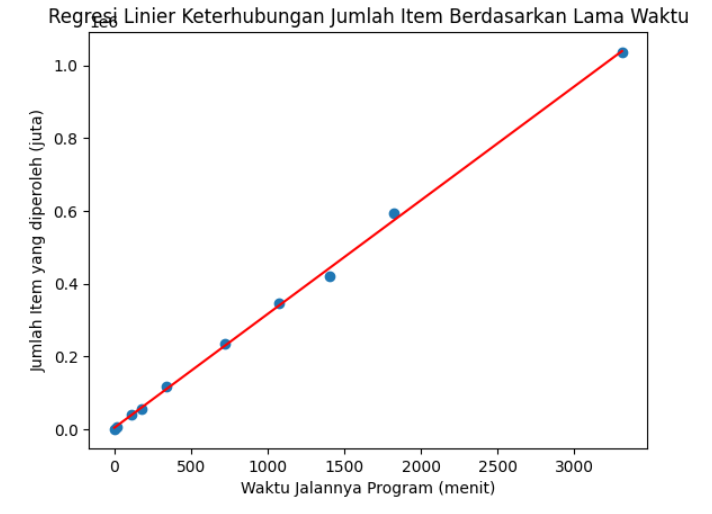 Regresi Linier Keterhubungan Jumlah Item Berdasarkan Lama Waktu
1e6
1.0
0.8
0.6
0.4
0.2
0.0
Jumlah Item yang diperoleh (juta)
0 500 1000 1500 2000 2500 3000
Waktu Jalannya Program (menit)